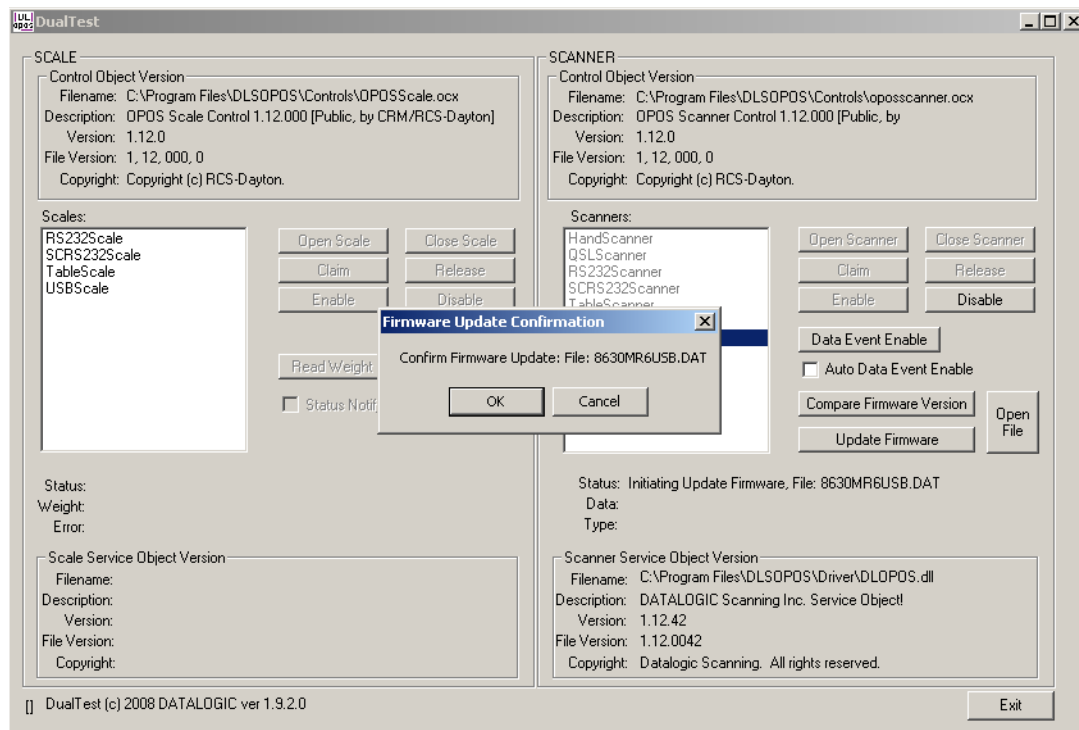 DualTest
SCALE
Control Object Version
Filename: C:\Program Files\DLSOPOS\Controls\OPOSScale.ocx
Description: OPOS Scale Control 1.12.000 [Public, by CRM/RCS-Dayton]
Version: 1.12.0
File Version: 1, 12, 000, 0
Copyright: Copyright (c) RCS-Dayton.
Scales:
RS232Scale
SCRS232Scale
TableScale
USBScale
Open Scale
Close Scale
Claim
Release
Enable
Disable
Read Weight
Status Notif
Status:
Weight:
Error:
Scale Service Object Version
Filename:
Description:
Version:
File Version:
Copyright:
SCANNER
Control Object Version
Filename: C:\Program Files\DLSOPOS\Controls\oposscanner.ocx
Description: OPOS Scanner Control 1.12.000 [Public, by
Version: 1.12.0
File Version: 1, 12, 000, 0
Copyright: Copyright (c) RCS-Dayton.
Scanners:
HandScanner
QSLScanner
RS232Scanner
SCRS232Scanner
TableScanner
Open Scanner
Close Scanner
Claim
Release
Enable
Disable
Data Event Enable
Auto Data Event Enable
Compare Firmware Version
Update Firmware
Open File
Firmware Update Confirmation
Confirm Firmware Update: File: 8630MR6USB.DAT
OK
Cancel
Status: Initiating Update Firmware, File: 8630MR6USB.DAT
Data:
Type:
Scanner Service Object Version
Filename: C:\Program Files\DLSOPOS\Driver\DLOPOS.dll
Description: DATALOGIC Scanning Inc. Service Object!
Version: 1.12.42
File Version: 1.12.0042
Copyright: Datalogic Scanning. All rights reserved.
[] DualTest (c) 2008 DATALOGIC ver 1.9.2.0
Exit